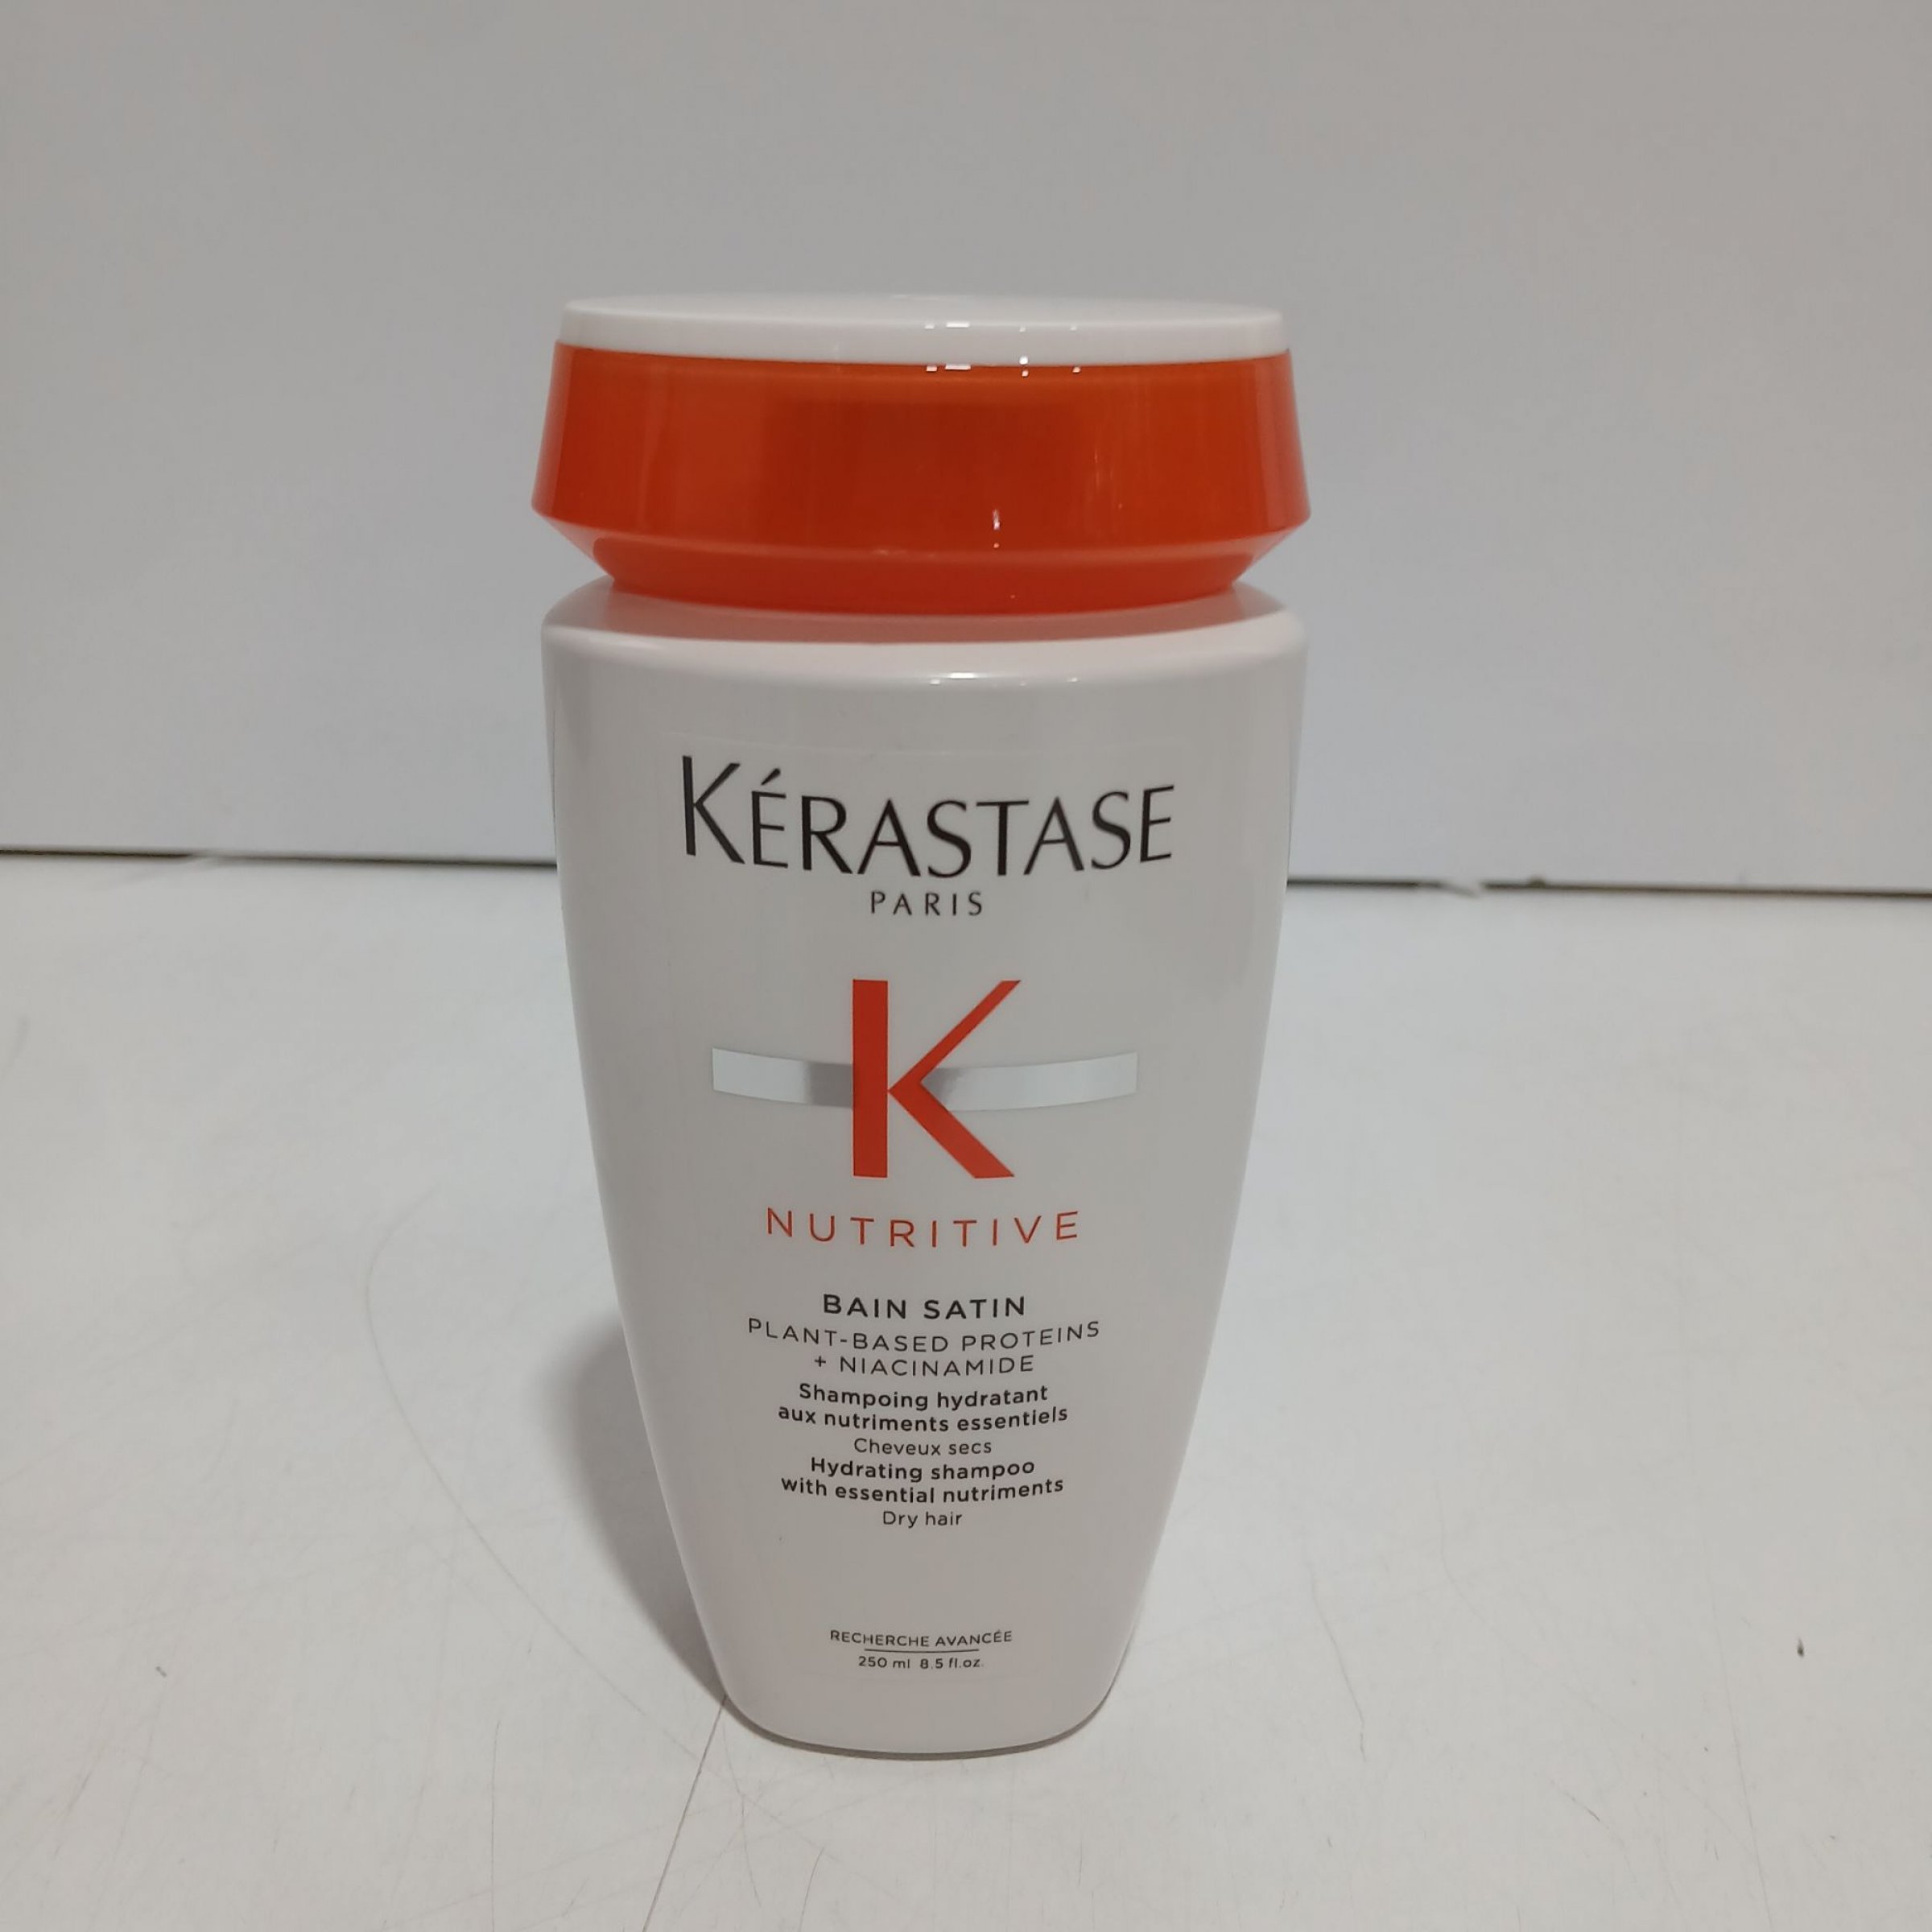 KÉRASTASE
PARIS
K
NUTRITIVE
BAIN SATIN
PLANT-BASED PROTEINS
+ NIACINAMIDE
Shampoing hydratant
aux nutriments essentiels
Cheveux secs
Hydrating shampoo
with essential nutriments
Dry hair
RECHERCHE AVANCÉE
250 ml 8.5 fl.oz.